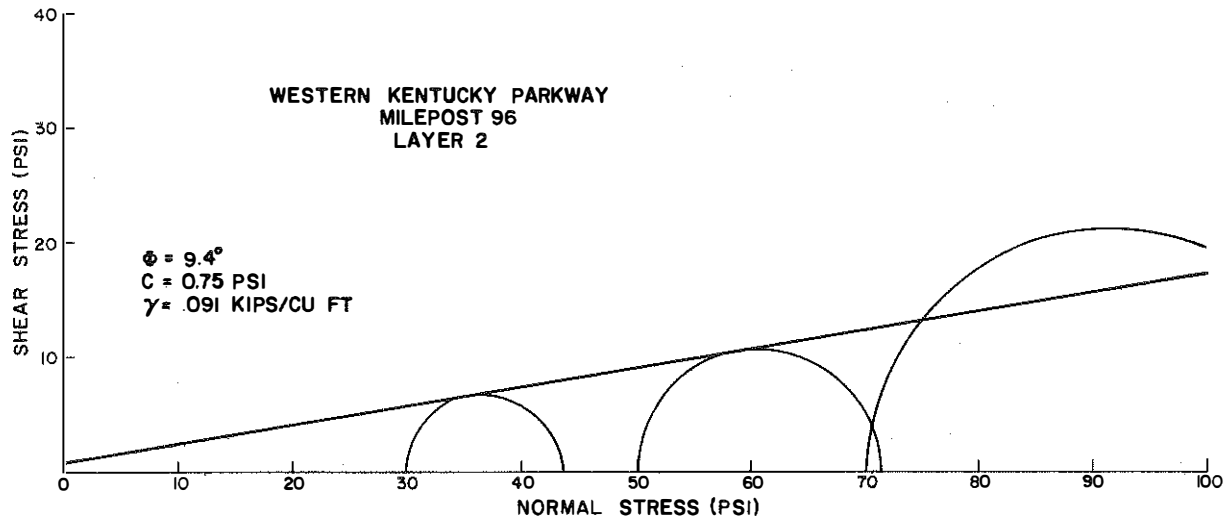 40
30
20
10
SHEAR STRESS (PSI)
WESTERN KENTUCKY PARKWAY
MILEPOST 96
LAYER 2
Φ = 9.4°
C = 0.75 PSI
γ = .091 KIPS/CU FT
0 10 20 30 40 50 60 70 80 90 100
NORMAL STRESS (PSI)